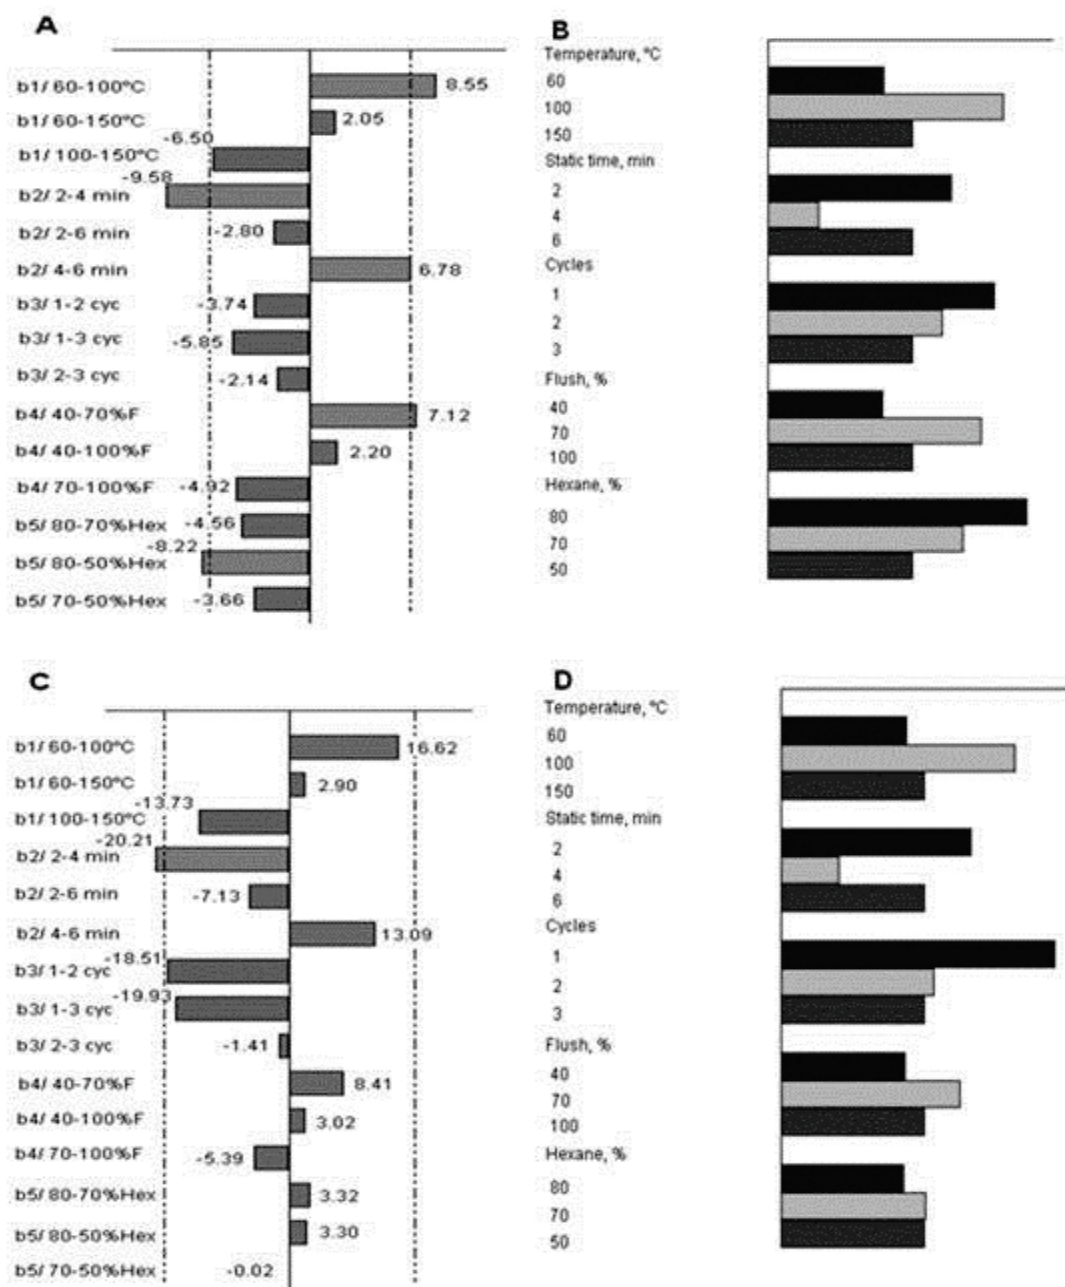 A
b1/ 60-100°C 8.55
b1/ 60-150°C 2.05
b1/ 100-150°C -6.50
b2/ 2-4 min -9.58
b2/ 2-6 min -2.80
b2/ 4-6 min 6.78
b3/ 1-2 cyc -3.74
b3/ 1-3 cyc -5.85
b3/ 2-3 cyc -2.14
b4/ 40-70%F 7.12
b4/ 40-100%F 2.20
b4/ 70-100%F -4.92
b5/ 80-70%Hex -4.56
b5/ 80-50%Hex -8.22
b5/ 70-50%Hex -3.66
B
Temperature, °C
60
100
150
Static time, min
2
4
6
Cycles
1
2
3
Flush, %
40
70
100
Hexane, %
80
70
50
C
b1/ 60-100°C 16.62
b1/ 60-150°C 2.90
b1/ 100-150°C -13.73
b2/ 2-4 min -20.21
b2/ 2-6 min -7.13
b2/ 4-6 min 13.09
b3/ 1-2 cyc -18.51
b3/ 1-3 cyc -19.93
b3/ 2-3 cyc -1.41
b4/ 40-70%F 8.41
b4/ 40-100%F 3.02
b4/ 70-100%F -5.39
b5/ 80-70%Hex 3.32
b5/ 80-50%Hex 3.30
b5/ 70-50%Hex -0.02
D
Temperature, °C
60
100
150
Static time, min
2
4
6
Cycles
1
2
3
Flush, %
40
70
100
Hexane, %
80
70
50